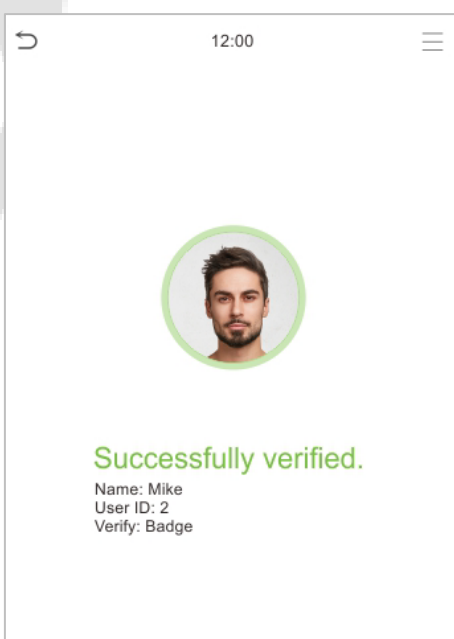 12:00
Successfully verified.
Name: Mike
User ID: 2
Verify: Badge